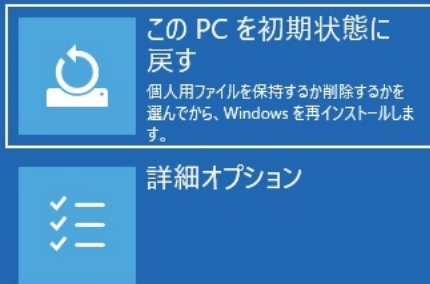 この PC を初期状態に
戻す
個人用ファイルを保持するか削除するかを
選んでから、Windows を再インストールしま
す。
詳細オプション